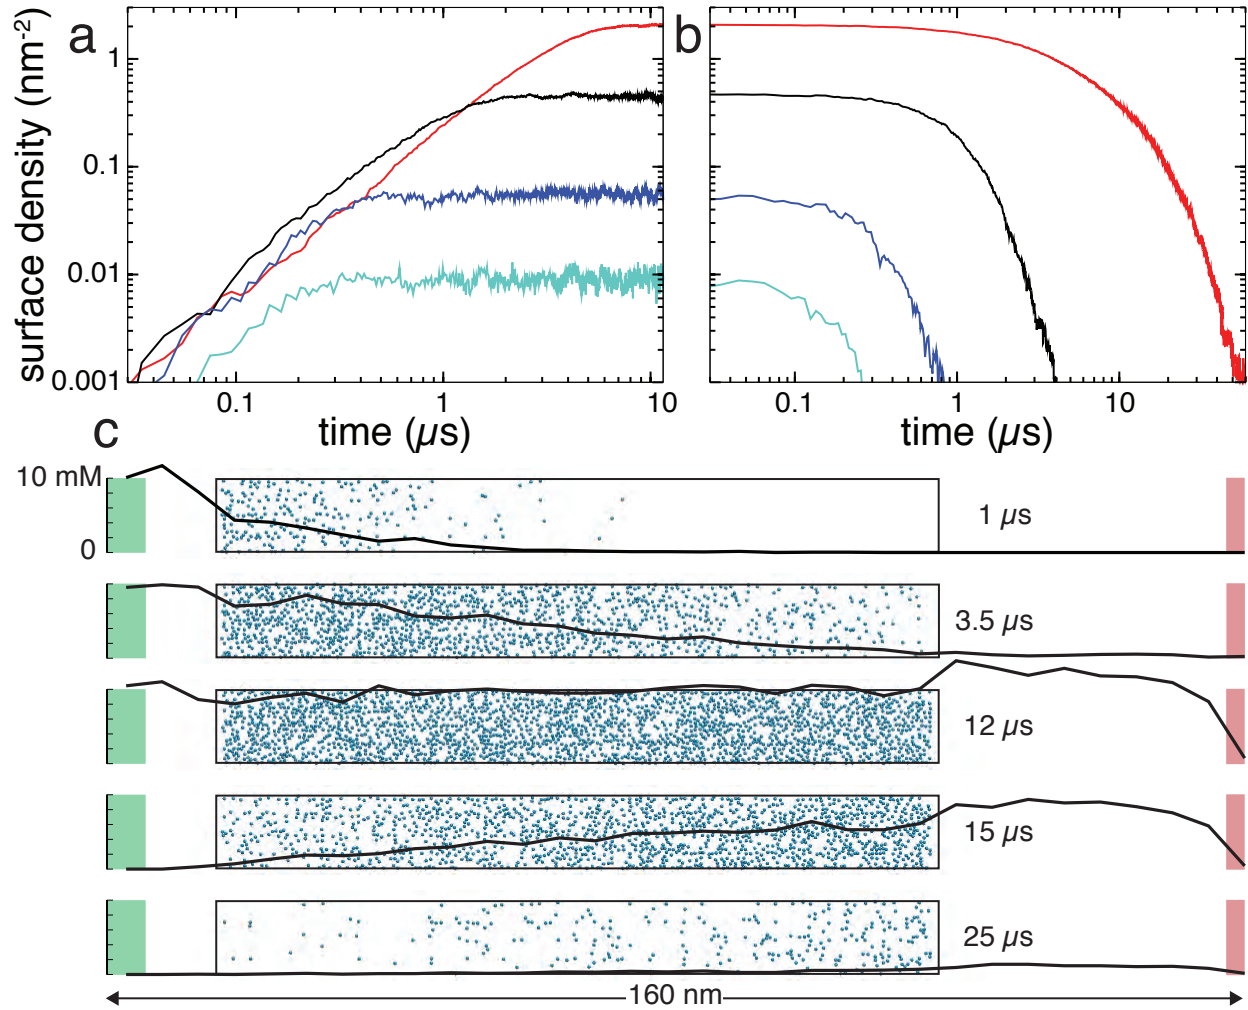 a
b
surface density (nm-2)
1
0.1
0.01
0.001
0.1
1
10
0.1
1
10
time (µs)
time (µs)
c
10 mM
0
1 µs
3.5 µs
12 µs
15 µs
25 µs
160 nm